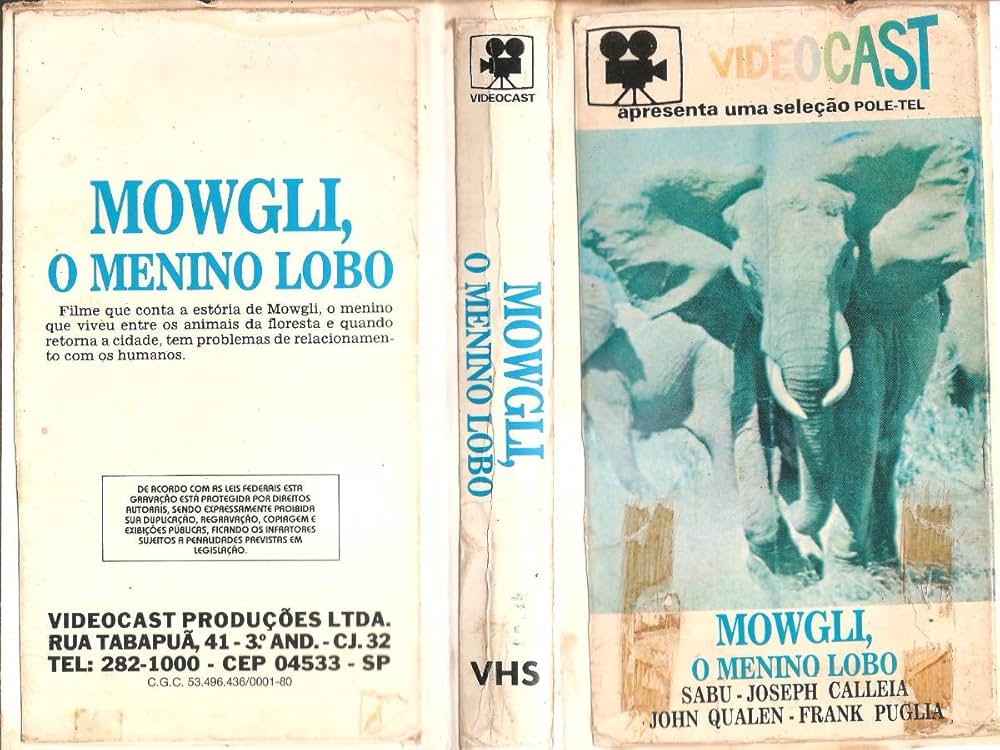 MOWGLI,
O MENINO LOBO
Filme que conta a estória de Mowgli, o menino
que viveu entre os animais da floresta e quando
retorna a cidade, tem problemas de relacionamen-
to com os humanos.
DE ACORDO COM AS LEIS FEDERAIS ESTA
GRAVAÇÃO ESTÁ PROTEGIDA POR DIREITOS
AUTORAIS, SENDO EXPRESSAMENTE PROIBIDA
SUA DUPLICAÇÃO, REGRAVAÇÃO, COPIAGEM E
EXIBIÇÕES PÚBLICAS, FICANDO OS INFRATORES
SUJEITOS A PENALIDADES PREVISTAS EM
LEGISLAÇÃO.
VIDEOCAST PRODUÇÕES LTDA.
RUA TABAPUÃ, 41 - 3.º AND. - CJ. 32
TEL: 282-1000 - CEP 04533 - SP
C.G.C. 53.496.436/0001-80
VIDEOCAST
MOWGLI,
O MENINO LOBO
VHS
VIDEOCAST
apresenta uma seleção POLE-TEL
MOWGLI,
O MENINO LOBO
SABU - JOSEPH CALLEIA
JOHN QUALEN - FRANK PUGLIA